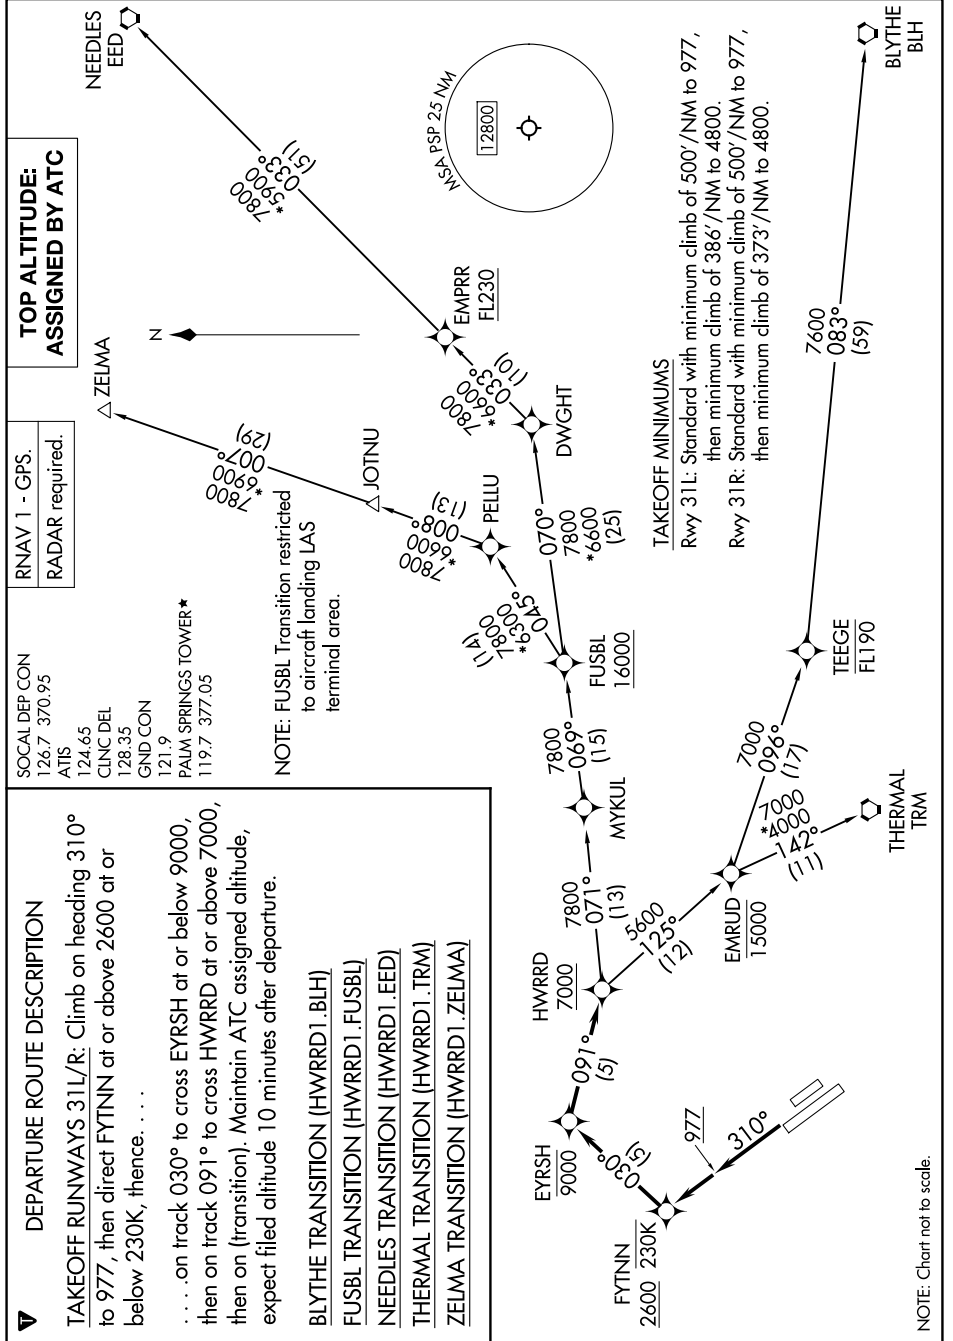 DEPARTURE ROUTE DESCRIPTION
TAKEOFF RUNWAYS 31L/R: Climb on heading 310°
to 977, then direct FYTNN at or above 2600 at or
below 230K, thence. . . .
. . . .on track 030° to cross EYRSH at or below 9000,
then on track 091° to cross HWRRD at or above 7000,
then on (transition). Maintain ATC assigned altitude,
expect filed altitude 10 minutes after departure.
BLYTHE TRANSITION (HWRRD1.BLH)
FUSBL TRANSITION (HWRRD1.FUSBL)
NEEDLES TRANSITION (HWRRD1.EED)
THERMAL TRANSITION (HWRRD1.TRM)
ZELMA TRANSITION (HWRRD1.ZELMA)
SOCAL DEP CON
126.7 370.95
ATIS
124.65
CLNC DEL
128.35
GND CON
121.9
PALM SPRINGS TOWER★
119.7 377.05
RNAV 1 - GPS.
RADAR required.
TOP ALTITUDE:
ASSIGNED BY ATC
NOTE: FUSBL Transition restricted
to aircraft landing LAS
terminal area.
N
NEEDLES
EED
ZELMA
7800
*6900
007°
(29)
JOTNU
7800
*6600
008°
(13)
PELLU
(14)
7800
*6300
045°
7800
*5900
033°
(51)
EMPRR
FL230
7800
*6600
033°
(10)
DWGHT
070°
7800
*6600
(25)
FUSBL
16000
7800
069°
(15)
MYKUL
7800
071°
(13)
HWRRD
7000
091°
(5)
EYRSH
9000
030°
(5)
FYTNN
2600 230K
977
310°
5600
125°
(12)
EMRUD
15000
7000
*4000
142°
(11)
THERMAL
TRM
7000
096°
(17)
TEEGE
FL190
7600
083°
(59)
BLYTHE
BLH
MSA PSP 25 NM
12800
TAKEOFF MINIMUMS
Rwy 31L: Standard with minimum climb of 500'/NM to 977,
then minimum climb of 386'/NM to 4800.
Rwy 31R: Standard with minimum climb of 500'/NM to 977,
then minimum climb of 373'/NM to 4800.
NOTE: Chart not to scale.
T